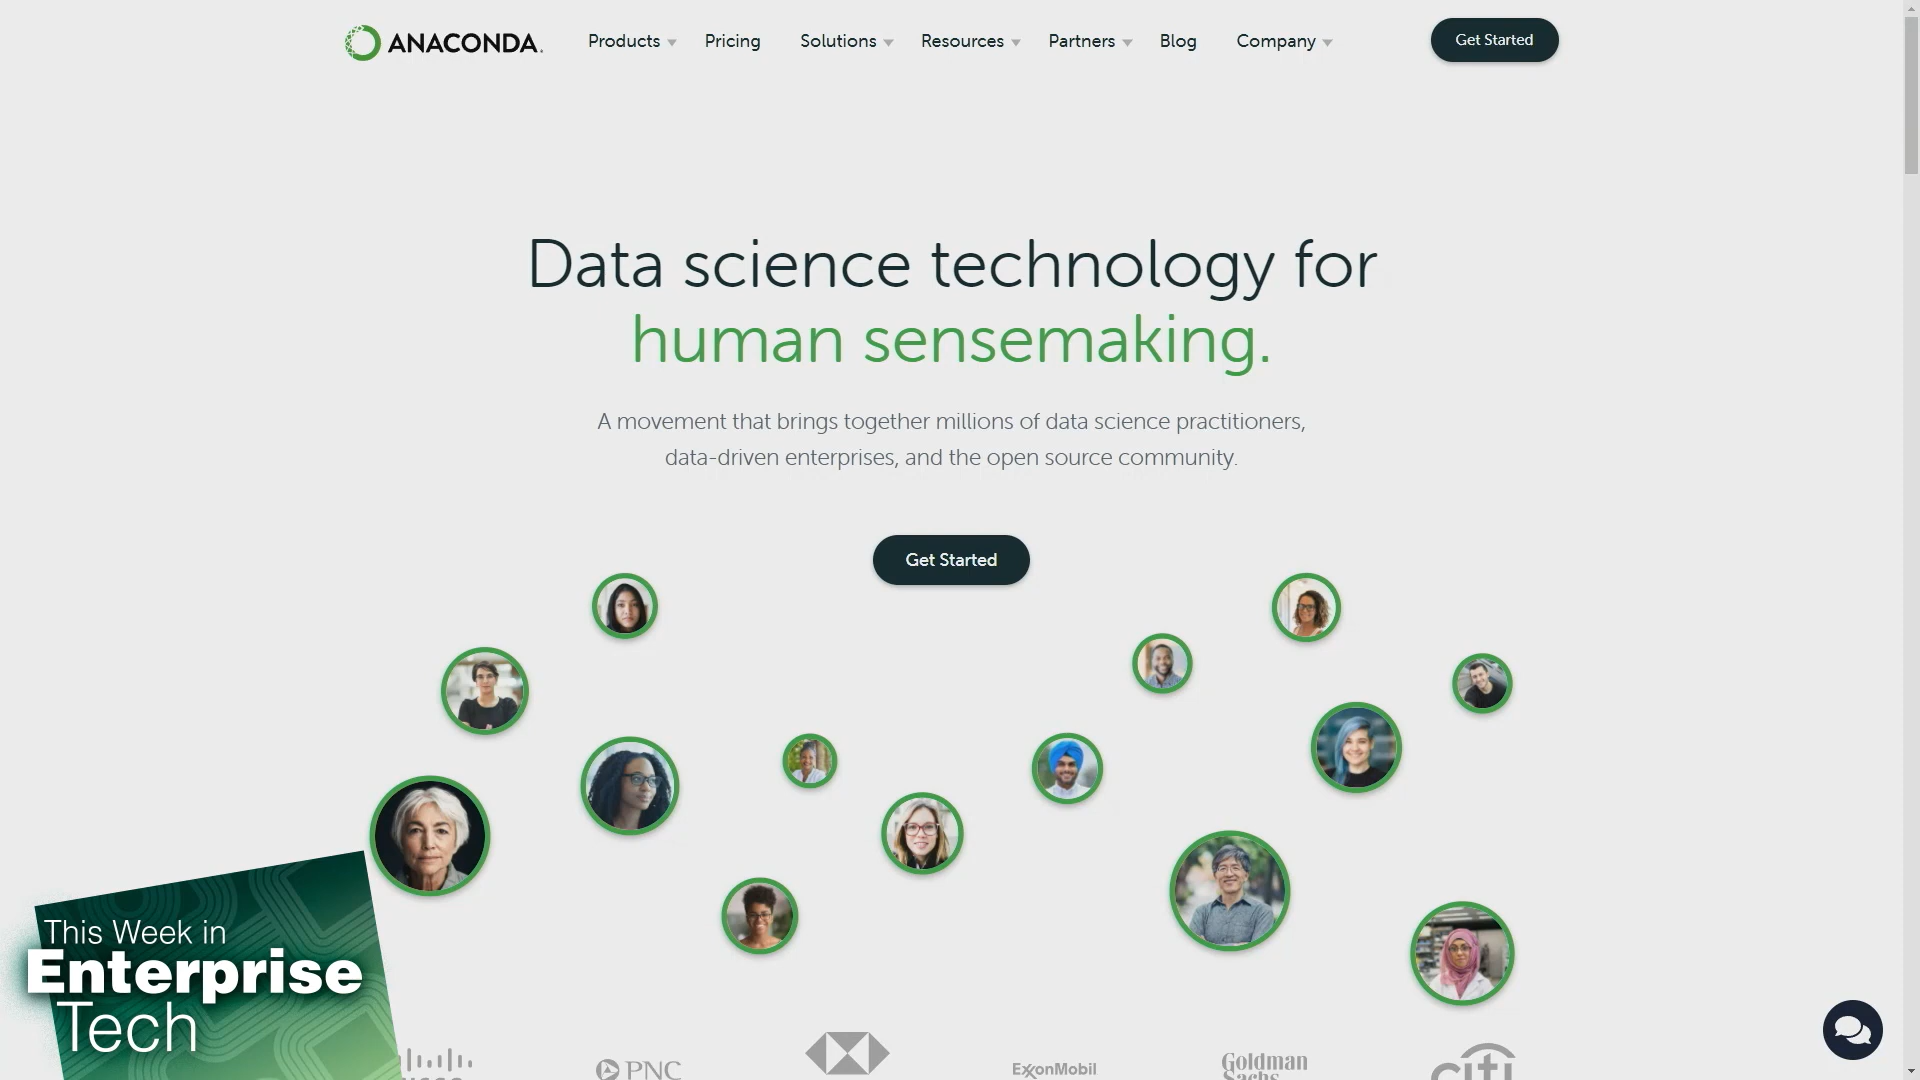 ANACONDA.
Products
Pricing
Solutions
Resources
Partners
Blog
Company
Get Started
Data science technology for
human sensemaking.
A movement that brings together millions of data science practitioners,
data-driven enterprises, and the open source community.
Get Started
This Week in
Enterprise
Tech
PNC
ExxonMobil
Goldman
Sachs
citi